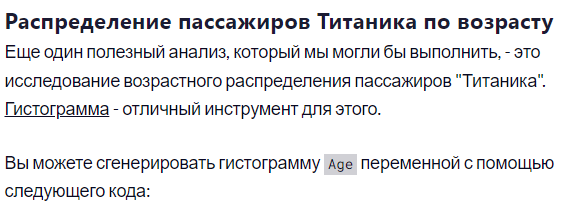 Распределение пассажиров Титаника по возрасту
Еще один полезный анализ, который мы могли бы выполнить, - это
исследование возрастного распределения пассажиров "Титаника".
Гистограмма - отличный инструмент для этого.
Вы можете сгенерировать гистограмму Age переменной с помощью
следующего кода: